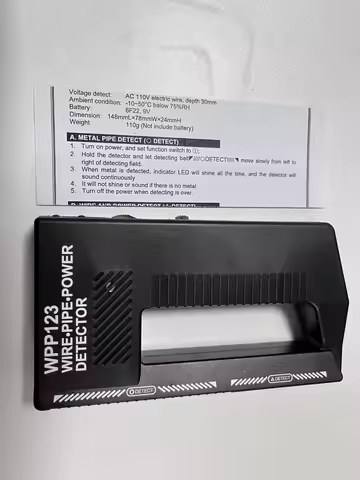 Voltage detect: AC 110V electric wire, depth 30mm
Ambient condition: -10~50°C below 75%RH
Battery: 6F22, 9V
Dimension: 148mmL×78mmW×24mmH
Weight 110g (Not include battery)
A. METAL PIPE DETECT (○ DETECT)
1. Turn on power, and set function switch to ○;
2. Hold the detector and let detecting belt ○DETECT move slowly from left to
right of detecting field.
3. When metal is detected, indicator LED will shine all the time, and the detector will
sound continuously
4. It will not shine or sound if there is no metal
5. Turn off the power when detecting is over.
WPP123
WIRE•PIPE•POWER
DETECTOR
○ DETECT
△ DETECT